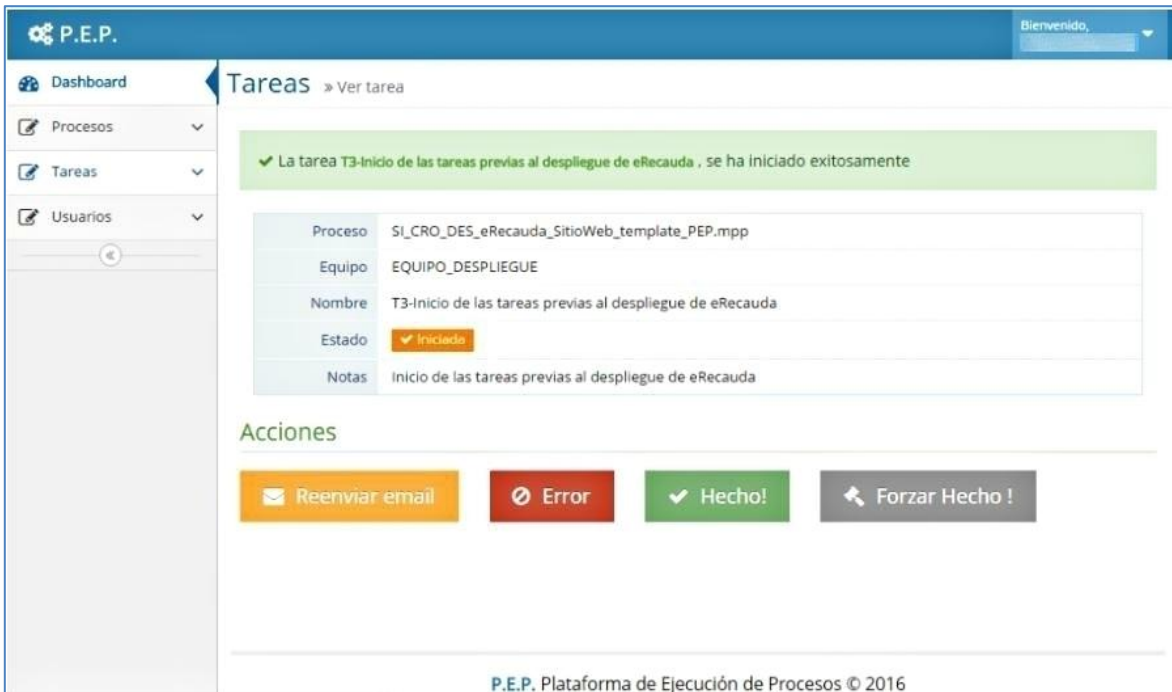 P.E.P.
Bienvenido,
Dashboard
Procesos
Tareas
Usuarios
Tareas » Ver tarea
La tarea T3-Inicio de las tareas previas al despliegue de eRecauda , se ha iniciado exitosamente
Proceso SI_CRO_DES_eRecauda_SitioWeb_template_PEP.mpp
Equipo EQUIPO_DESPLIEGUE
Nombre T3-Inicio de las tareas previas al despliegue de eRecauda
Estado Iniciada
Notas Inicio de las tareas previas al despliegue de eRecauda
Acciones
Reenviar email Error Hecho! Forzar Hecho !
P.E.P. Plataforma de Ejecución de Procesos © 2016